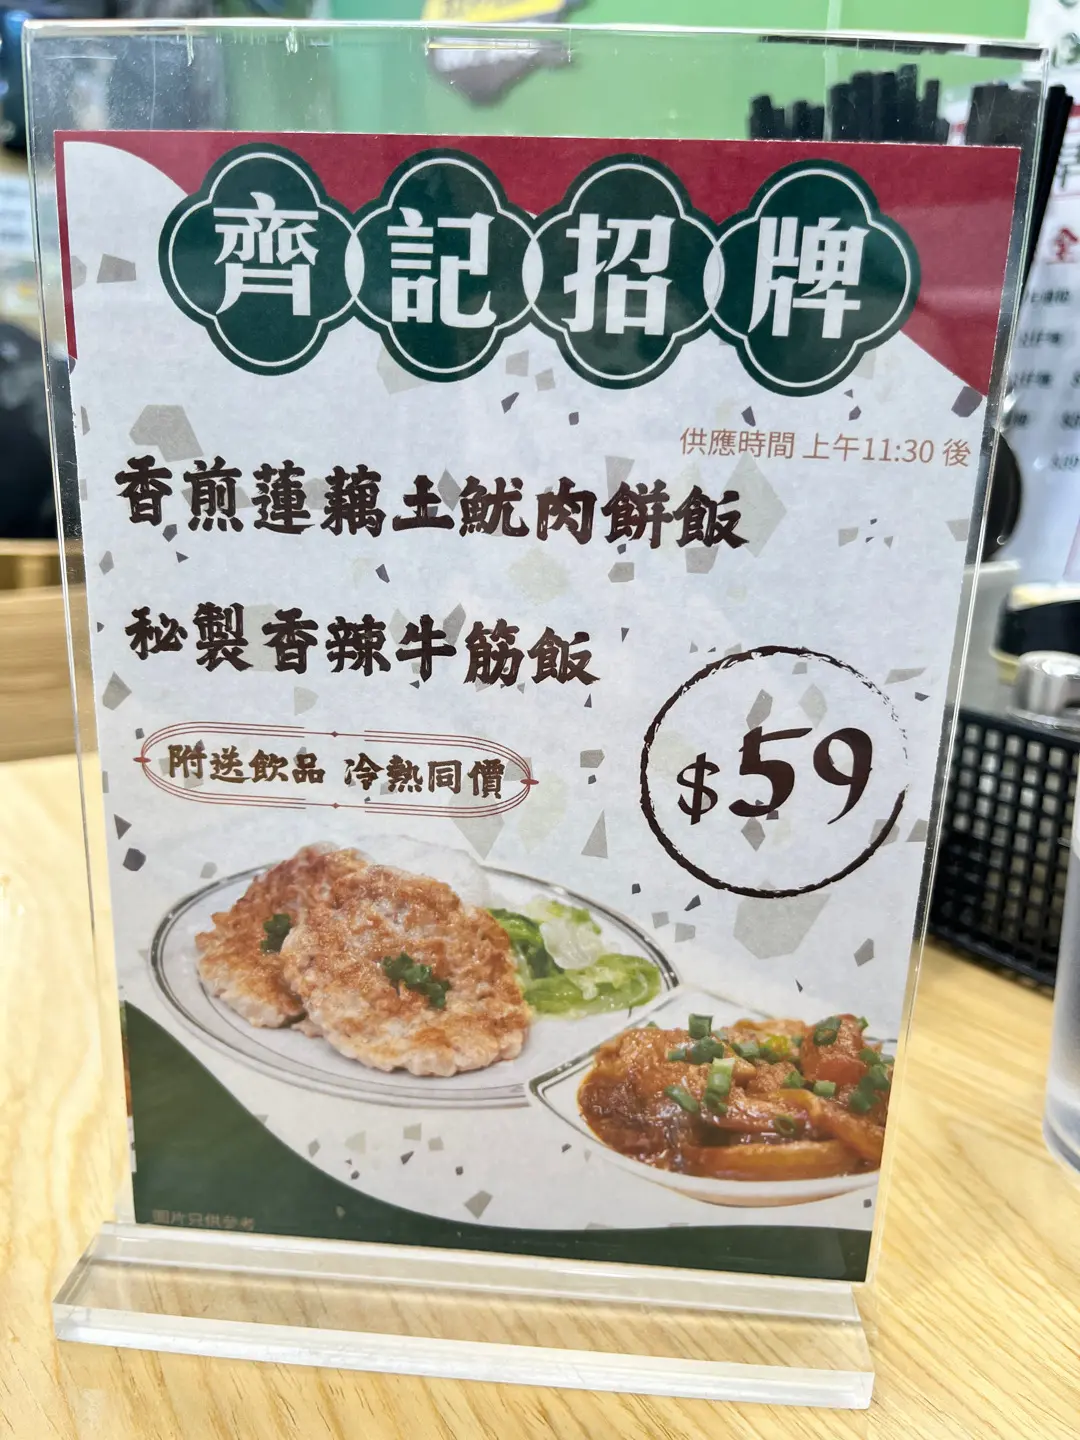 齊記招牌
供應時間 上午11:30 後
香煎蓮藕土魷肉餅飯
秘製香辣牛筋飯
$59
附送飲品 冷熱同價
圖片只供參考